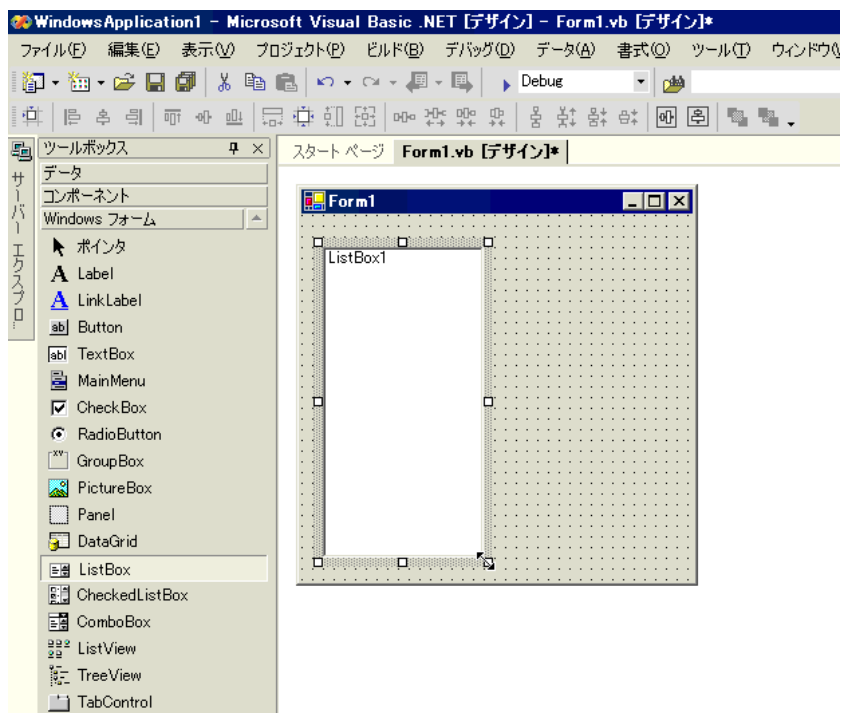 WindowsApplication1 - Microsoft Visual Basic .NET [デザイン] - Form1.vb [デザイン]*
ファイル(F) 編集(E) 表示(V) プロジェクト(P) ビルド(B) デバッグ(D) データ(A) 書式(O) ツール(T) ウィンドウ(
Debug
ツールボックス
スタート ページ Form1.vb [デザイン]*
サーバー エクスプロ...
データ
コンポーネント
Windows フォーム
ポインタ
A Label
A LinkLabel
ab Button
abl TextBox
MainMenu
CheckBox
RadioButton
GroupBox
PictureBox
Panel
DataGrid
ListBox
CheckedListBox
ComboBox
ListView
TreeView
TabControl
Form1
ListBox1